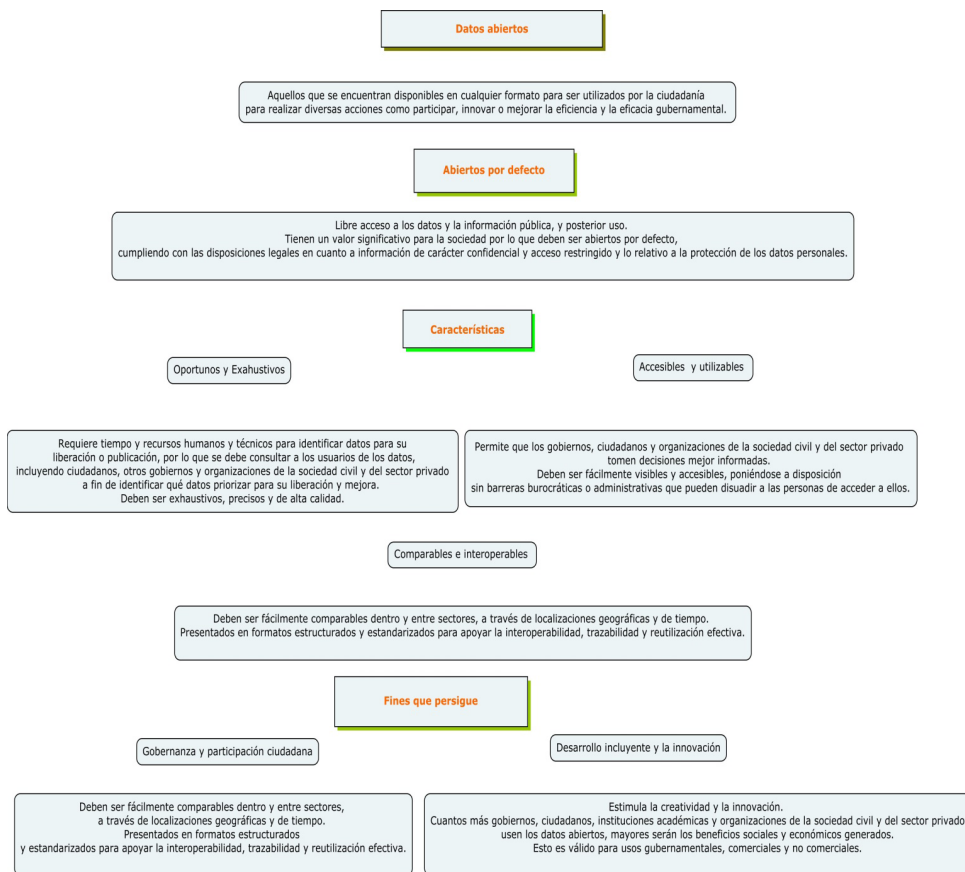 Datos abiertos
Aquellos que se encuentran disponibles en cualquier formato para ser utilizados por la ciudadanía
para realizar diversas acciones como participar, innovar o mejorar la eficiencia y la eficacia gubernamental.
Abiertos por defecto
Libre acceso a los datos y la información pública, y posterior uso.
Tienen un valor significativo para la sociedad por lo que deben ser abiertos por defecto,
cumpliendo con las disposiciones legales en cuanto a información de carácter confidencial y acceso restringido y lo relativo a la protección de los datos personales.
Características
Oportunos y Exahustivos
Requiere tiempo y recursos humanos y técnicos para identificar datos para su
liberación o publicación, por lo que se debe consultar a los usuarios de los datos,
incluyendo ciudadanos, otros gobiernos y organizaciones de la sociedad civil y del sector privado
a fin de identificar qué datos priorizar para su liberación y mejora.
Deben ser exhaustivos, precisos y de alta calidad.
Accesibles y utilizables
Permite que los gobiernos, ciudadanos y organizaciones de la sociedad civil y del sector privado
tomen decisiones mejor informadas.
Deben ser fácilmente visibles y accesibles, poniéndose a disposición
sin barreras burocráticas o administrativas que pueden disuadir a las personas de acceder a ellos.
Comparables e interoperables
Deben ser fácilmente comparables dentro y entre sectores, a través de localizaciones geográficas y de tiempo.
Presentados en formatos estructurados y estandarizados para apoyar la interoperabilidad, trazabilidad y reutilización efectiva.
Fines que persigue
Gobernanza y participación ciudadana
Deben ser fácilmente comparables dentro y entre sectores,
a través de localizaciones geográficas y de tiempo.
Presentados en formatos estructurados
y estandarizados para apoyar la interoperabilidad, trazabilidad y reutilización efectiva.
Desarrollo incluyente y la innovación
Estimula la creatividad y la innovación.
Cuantos más gobiernos, ciudadanos, instituciones académicas y organizaciones de la sociedad civil y del sector privado
usen los datos abiertos, mayores serán los beneficios sociales y económicos generados.
Esto es válido para usos gubernamentales, comerciales y no comerciales.